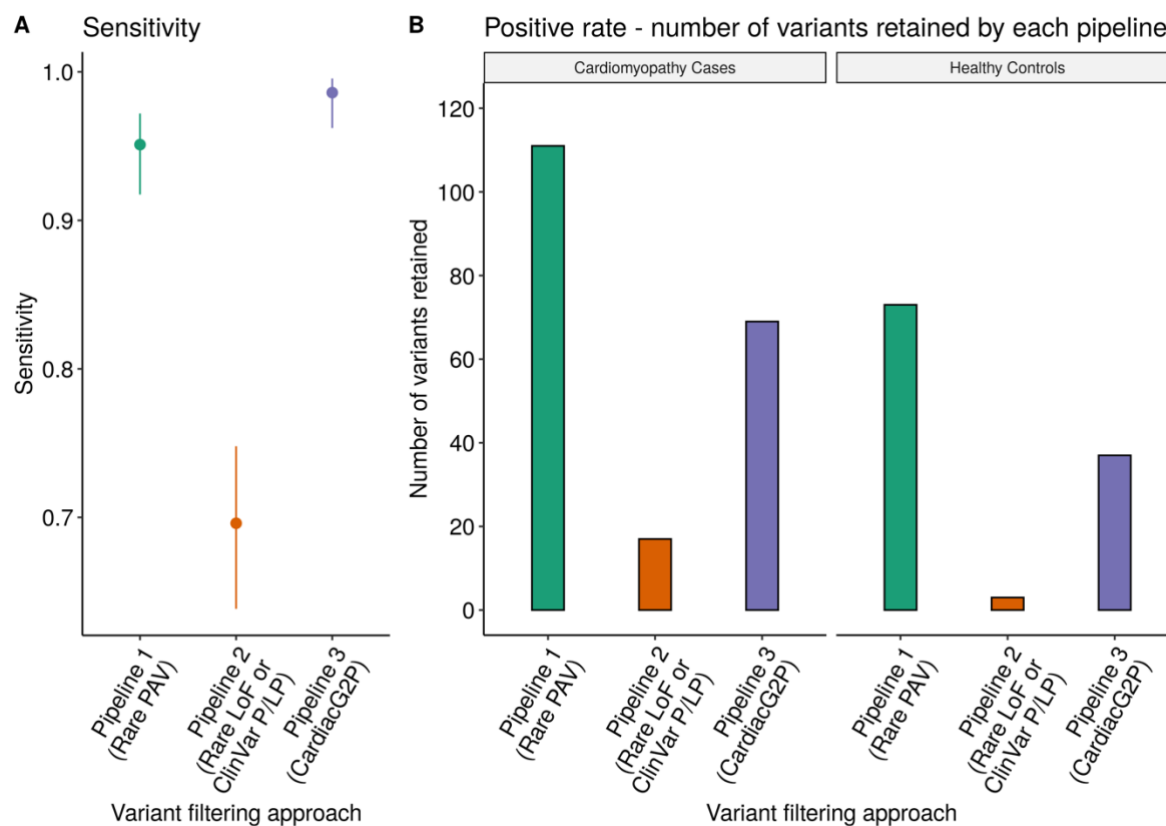 A Sensitivity
1.0
0.9
0.8
0.7
Sensitivity
Pipeline 1
(Rare PAV)
Pipeline 2
(Rare LoF or
ClinVar P/LP)
Pipeline 3
(CardiacG2P)
Variant filtering approach
B Positive rate - number of variants retained by each pipeline
Cardiomyopathy Cases
Healthy Controls
120
100
80
60
40
20
0
Number of variants retained
Pipeline 1
(Rare PAV)
Pipeline 2
(Rare LoF or
ClinVar P/LP)
Pipeline 3
(CardiacG2P)
Pipeline 1
(Rare PAV)
Pipeline 2
(Rare LoF or
ClinVar P/LP)
Pipeline 3
(CardiacG2P)
Variant filtering approach